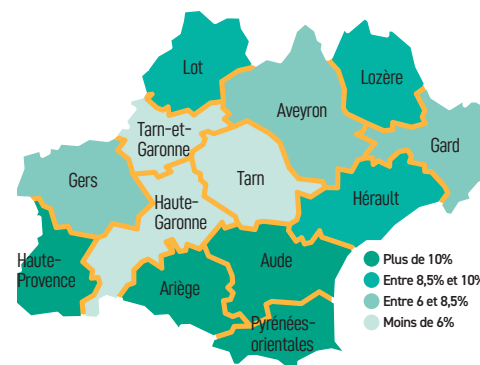 Lot
Lozère
Aveyron
Tarn-et-
Garonne
Gard
Gers
Tarn
Haute-
Garonne
Hérault
Haute-
Provence
Ariège
Aude
Pyrénées-
orientales
Plus de 10%
Entre 8,5% et 10%
Entre 6 et 8,5%
Moins de 6%